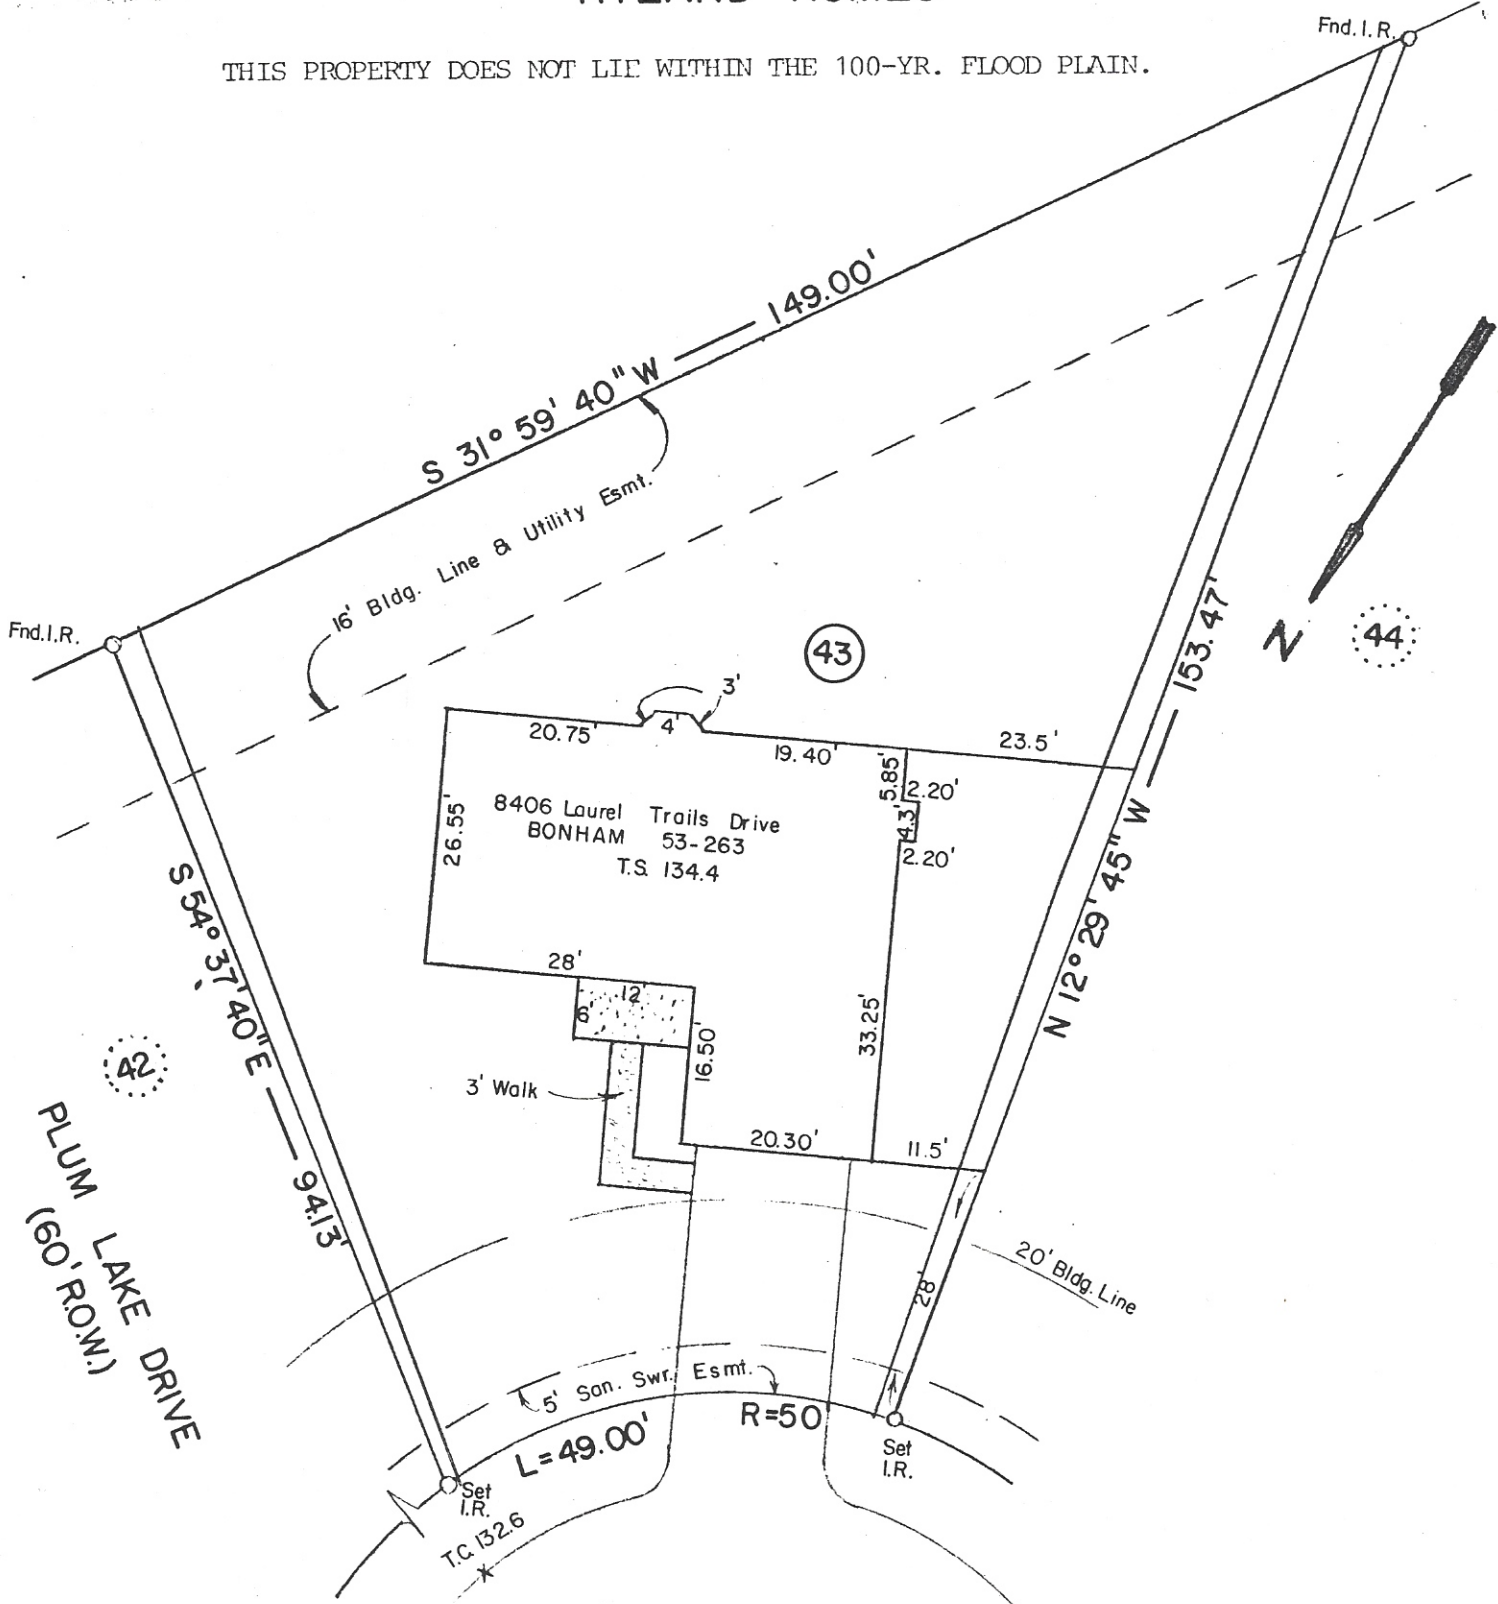 Fnd. I. R.
THIS PROPERTY DOES NOT LIE WITHIN THE 100-YR. FLOOD PLAIN.
S 31° 59' 40" W — 149.00'
16' Bldg. Line & Utility Esmt.
Fnd. I.R.
43
44
N
N 12° 29' 45" W — 153.47'
3'
20.75'
4'
19.40'
23.5'
5.85'
2.20'
4.3'
2.20'
26.55'
8406 Laurel Trails Drive
BONHAM 53-263
T.S. 134.4
S 54° 37' 40" E — 94.13'
28'
12'
6'
16.50'
33.25'
3' Walk
20.30'
11.5'
42
PLUM LAKE DRIVE
(60' R.O.W.)
20' Bldg. Line
28'
5' San. Swr. Esmt.
L=49.00'
R=50'
Set
I.R.
Set
I.R.
T.C. 132.6